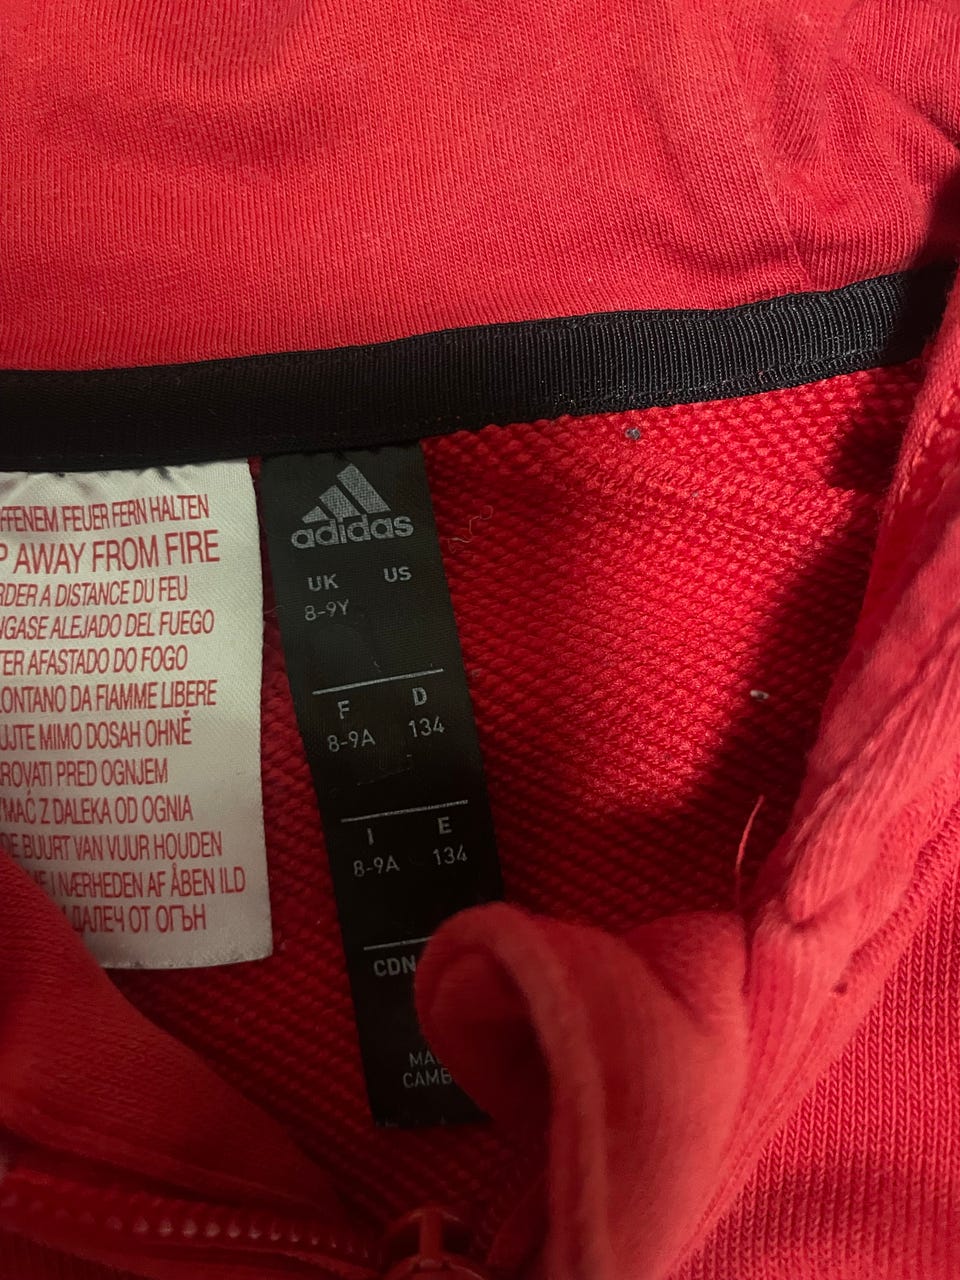 FFENEM FEUER FERN HALTEN
P AWAY FROM FIRE
RDER A DISTANCE DU FEU
NGASE ALEJADO DEL FUEGO
TER AFASTADO DO FOGO
LONTANO DA FIAMME LIBERE
UJTE MIMO DOSAH OHNĚ
ROVATI PRED OGNJEM
YMAĆ Z DALEKA OD OGNIA
DE BUURT VAN VUUR HOUDEN
E I NÆRHEDEN AF ÅBEN ILD
ДАЛЕЧ ОТ ОГЪН
adidas
UK US
8-9Y
F D
8-9A 134
I E
8-9A 134
CDN
MA
CAMB